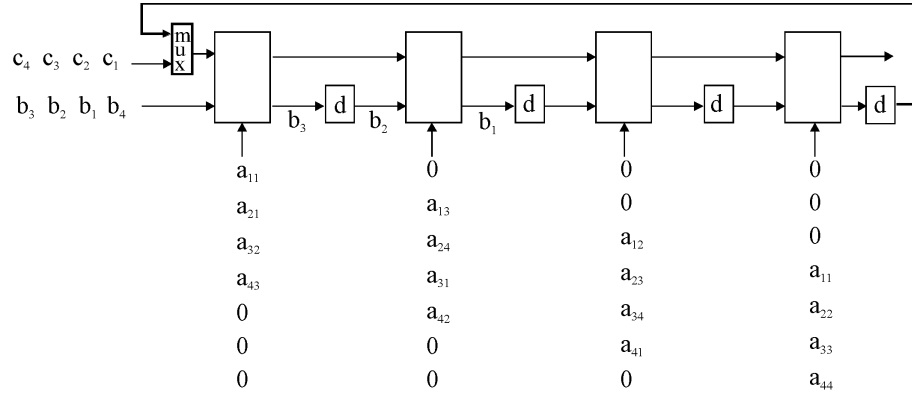 m
u
x
c₄ c₃ c₂ c₁
b₃ b₂ b₁ b₄
d d d d
b₃ b₂ b₁
a₁₁ 0 0 0
a₂₁ a₁₃ 0 0
a₃₂ a₂₄ a₁₂ 0
a₄₃ a₃₁ a₂₃ a₁₁
0 a₄₂ a₃₄ a₂₂
0 0 a₄₁ a₃₃
0 0 0 a₄₄